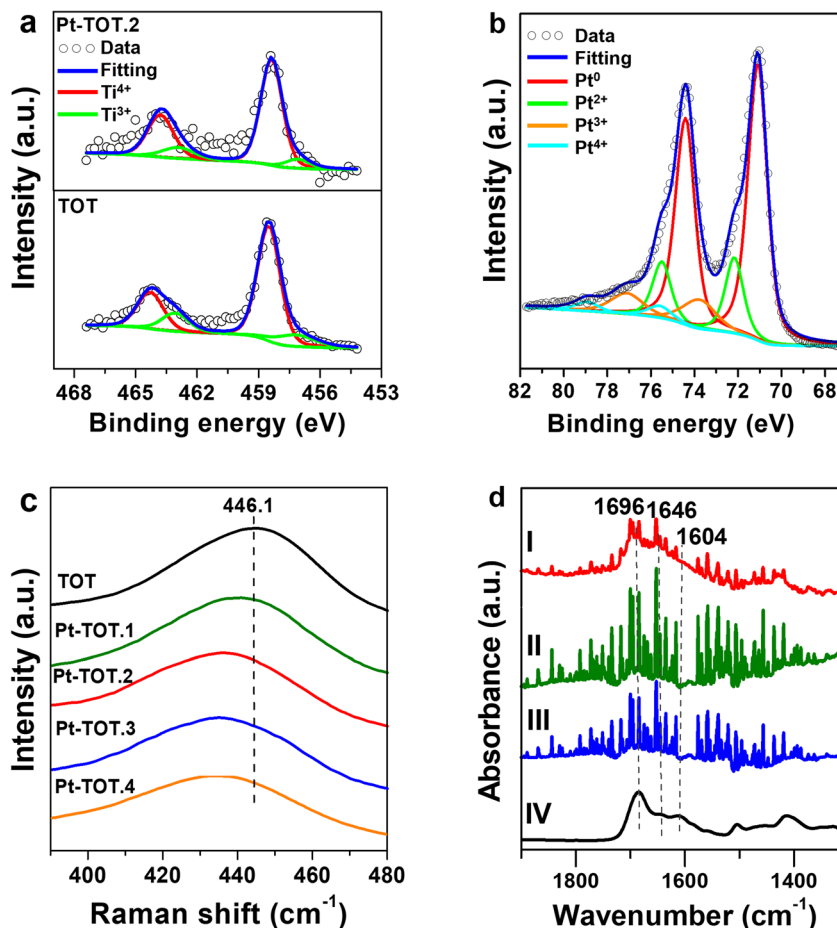 a
Pt-TOT.2
Data
Fitting
Ti⁴⁺
Ti³⁺
TOT
Intensity (a.u.)
468 465 462 459 456 453
Binding energy (eV)
b
Data
Fitting
Pt⁰
Pt²⁺
Pt³⁺
Pt⁴⁺
Intensity (a.u.)
82 80 78 76 74 72 70 68
Binding energy (eV)
c
446.1
TOT
Pt-TOT.1
Pt-TOT.2
Pt-TOT.3
Pt-TOT.4
Intensity (a.u.)
400 420 440 460 480
Raman shift (cm⁻¹)
d
1696 1646
1604
I
II
III
IV
Absorbance (a.u.)
1800 1600 1400
Wavenumber (cm⁻¹)